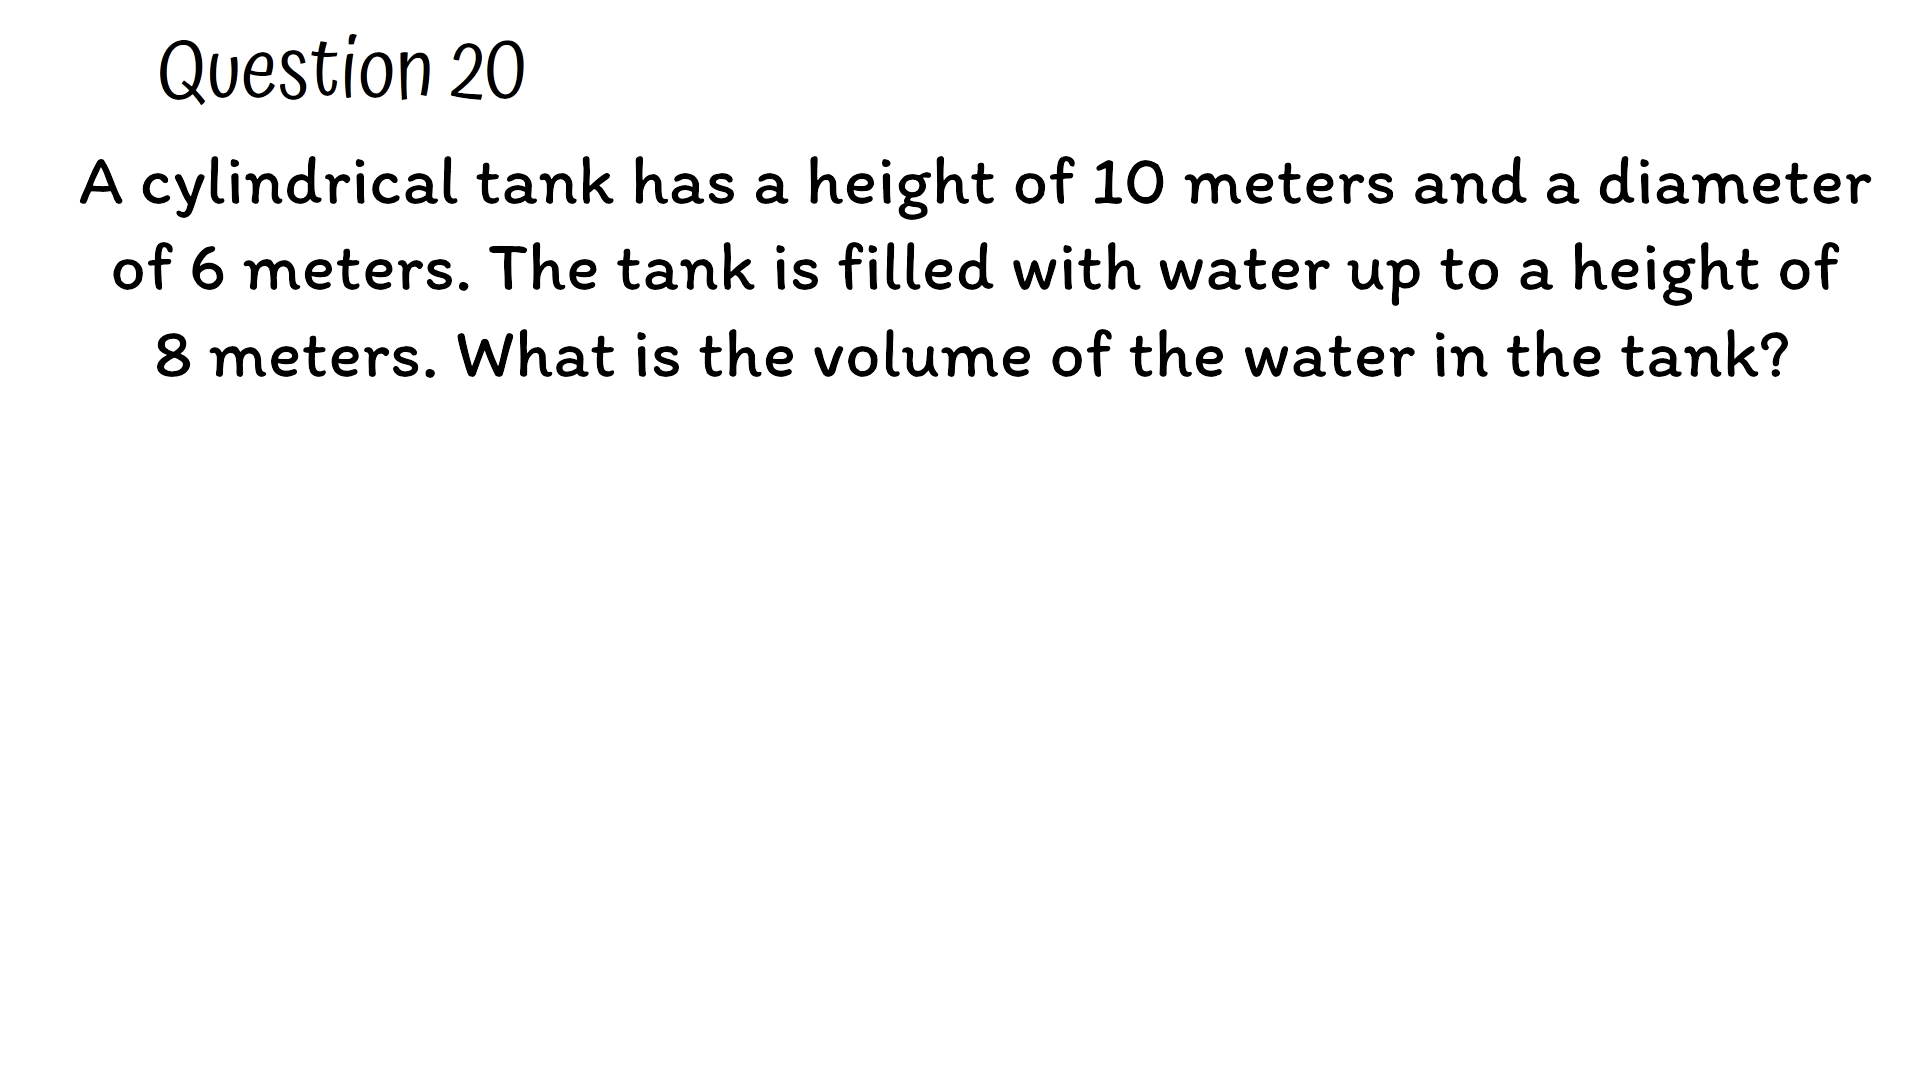 Question 20
A cylindrical tank has a height of 10 meters and a diameter
of 6 meters. The tank is filled with water up to a height of
8 meters. What is the volume of the water in the tank?